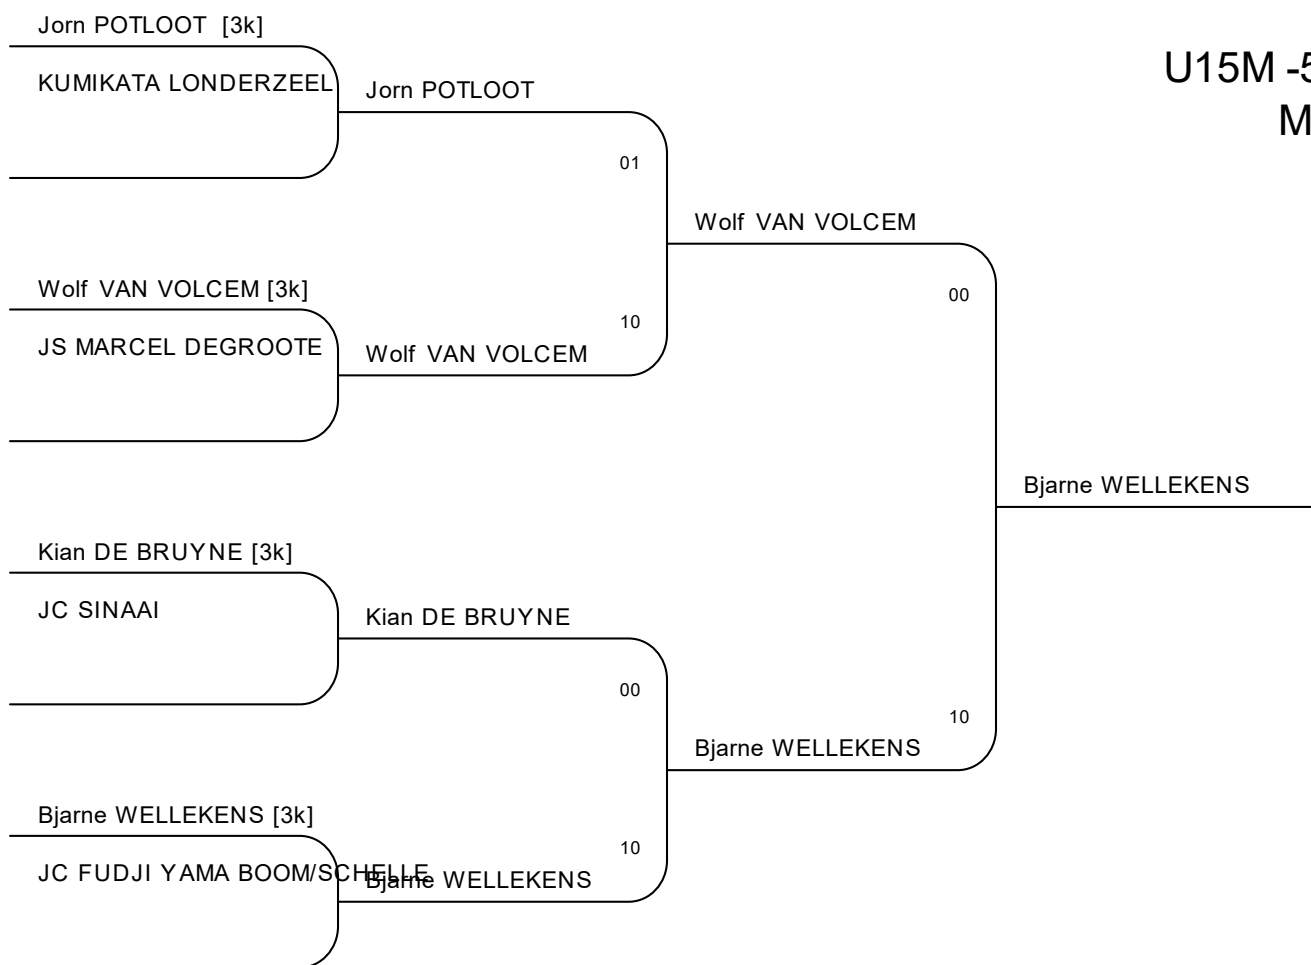 Jorn POTLOOT [3k]
KUMIKATA LONDERZEEL
Jorn POTLOOT
U15M -5
M
01
Wolf VAN VOLCEM
Wolf VAN VOLCEM [3k]
00
10
JS MARCEL DEGROOTE
Wolf VAN VOLCEM
Bjarne WELLEKENS
Kian DE BRUYNE [3k]
JC SINAAI
Kian DE BRUYNE
00
10
Bjarne WELLEKENS
Bjarne WELLEKENS [3k]
10
JC FUDJI YAMA BOOM/SCHELLE
Bjarne WELLEKENS